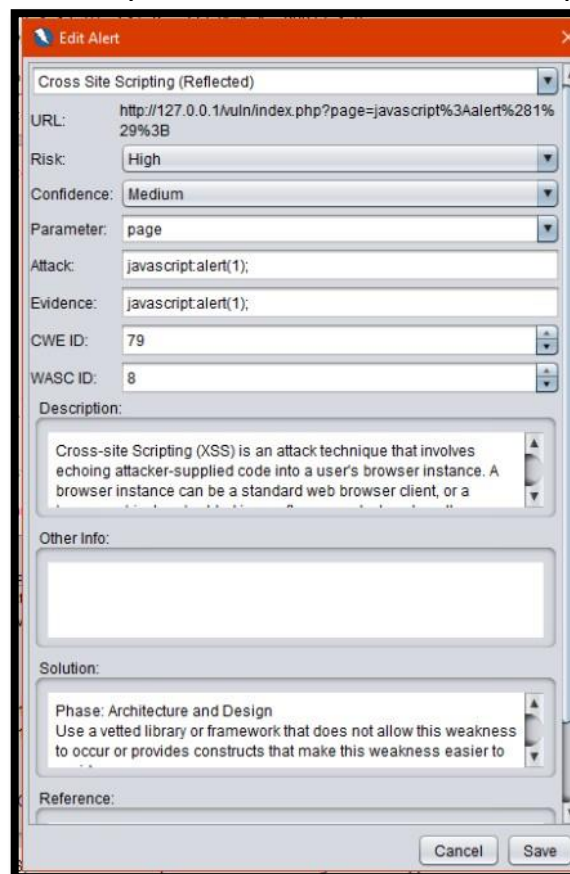 Edit Alert
Cross Site Scripting (Reflected)
URL: http://127.0.0.1/vuln/index.php?page=javascript%3Aalert%281%
29%3B
Risk: High
Confidence: Medium
Parameter: page
Attack: javascript:alert(1);
Evidence: javascript:alert(1);
CWE ID: 79
WASC ID: 8
Description:
Cross-site Scripting (XSS) is an attack technique that involves
echoing attacker-supplied code into a user's browser instance. A
browser instance can be a standard web browser client, or a
Other Info:
Solution:
Phase: Architecture and Design
Use a vetted library or framework that does not allow this weakness
to occur or provides constructs that make this weakness easier to
Reference:
Cancel Save